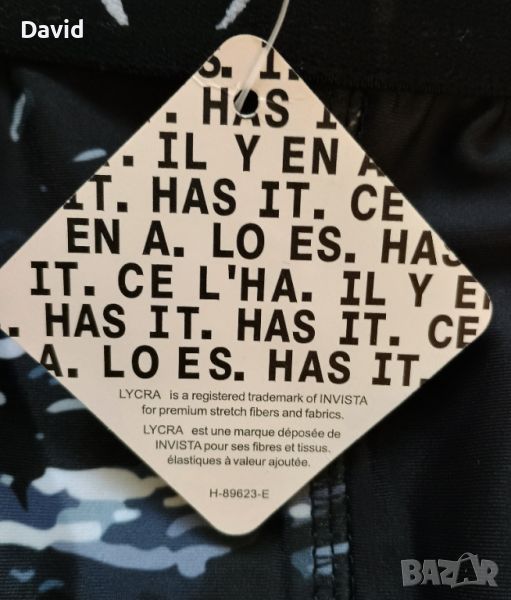 David
S. I.
. HAS I
. IL Y EN A
IT. HAS IT. CE
EN A. LO ES. HAS
IT. CE L'HA. IL Y EN
. HAS IT. HAS IT. CE
A. LO ES. HAS IT.
LYCRA is a registered trademark of INVISTA
for premium stretch fibers and fabrics.
LYCRA est une marque déposée de
INVISTA pour ses fibres et tissus.
élastiques à valeur ajoutée.
H-89623-E
BAZAR